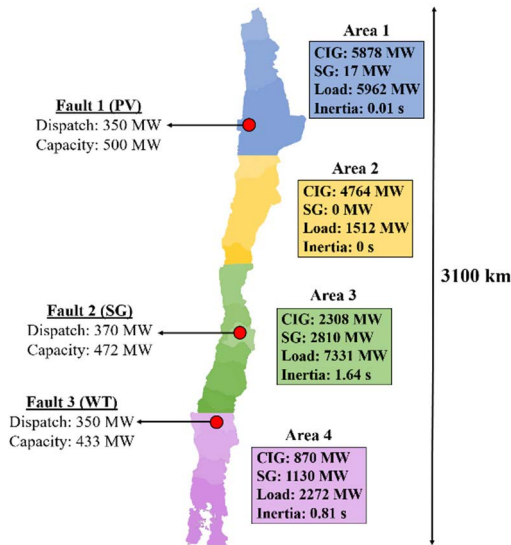 Area 1
CIG: 5878 MW
SG: 17 MW
Load: 5962 MW
Inertia: 0.01 s
Fault 1 (PV)
Dispatch: 350 MW
Capacity: 500 MW
Area 2
CIG: 4764 MW
SG: 0 MW
Load: 1512 MW
Inertia: 0 s
3100 km
Area 3
CIG: 2308 MW
SG: 2810 MW
Load: 7331 MW
Inertia: 1.64 s
Fault 2 (SG)
Dispatch: 370 MW
Capacity: 472 MW
Fault 3 (WT)
Dispatch: 350 MW
Capacity: 433 MW
Area 4
CIG: 870 MW
SG: 1130 MW
Load: 2272 MW
Inertia: 0.81 s